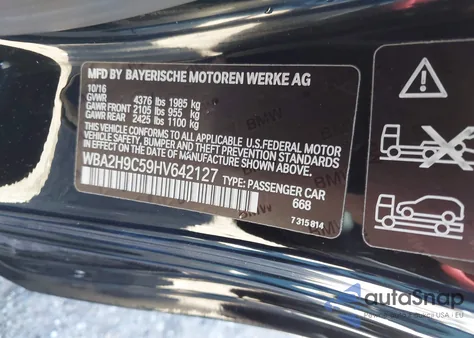 MFD BY BAYERISCHE MOTOREN WERKE AG
10/16
GVWR 4376 lbs 1985 kg
GAWR FRONT 2105 lbs 955 kg
GAWR REAR 2425 lbs 1100 kg
THIS VEHICLE CONFORMS TO ALL
APPLICABLE U.S.FEDERAL MOTOR
VEHICLE SAFETY, BUMPER, AND THEFT PREVENTION STANDARDS
IN EFFECT ON THE DATE OF MANUFACTURE SHOWN ABOVE.
WBA2H9C59HV642127 TYPE: PASSENGER CAR
668
7 315 814
autoSnap